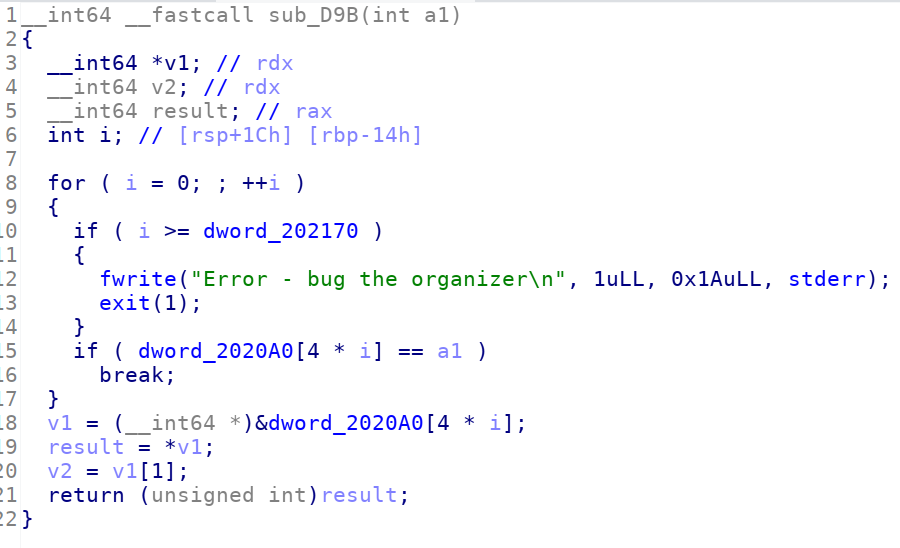 1 __int64 __fastcall sub_D9B(int a1)
2 {
3   __int64 *v1; // rdx
4   __int64 v2; // rdx
5   __int64 result; // rax
6   int i; // [rsp+1Ch] [rbp-14h]
7
8   for ( i = 0; ; ++i )
9   {
10     if ( i >= dword_202170 )
11     {
12       fwrite("Error - bug the organizer\n", 1uLL, 0x1AuLL, stderr);
13       exit(1);
14     }
15     if ( dword_2020A0[4 * i] == a1 )
16       break;
17   }
18   v1 = (__int64 *)&dword_2020A0[4 * i];
19   result = *v1;
20   v2 = v1[1];
21   return (unsigned int)result;
22 }